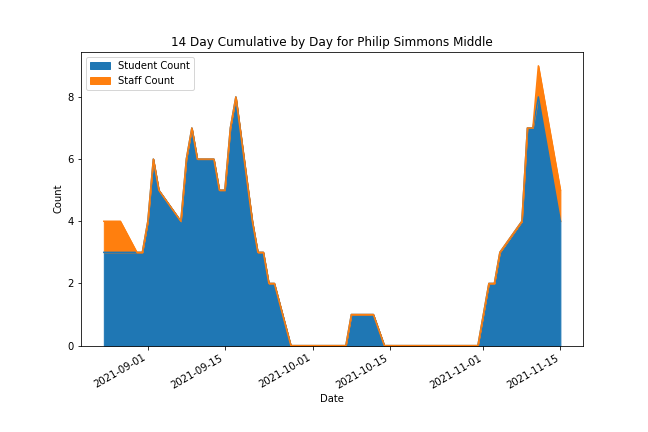 14 Day Cumulative by Day for Philip Simmons Middle
Student Count
Staff Count
8
6
4
2
0
Count
2021-09-01
2021-09-15
2021-10-01
2021-10-15
2021-11-01
2021-11-15
Date